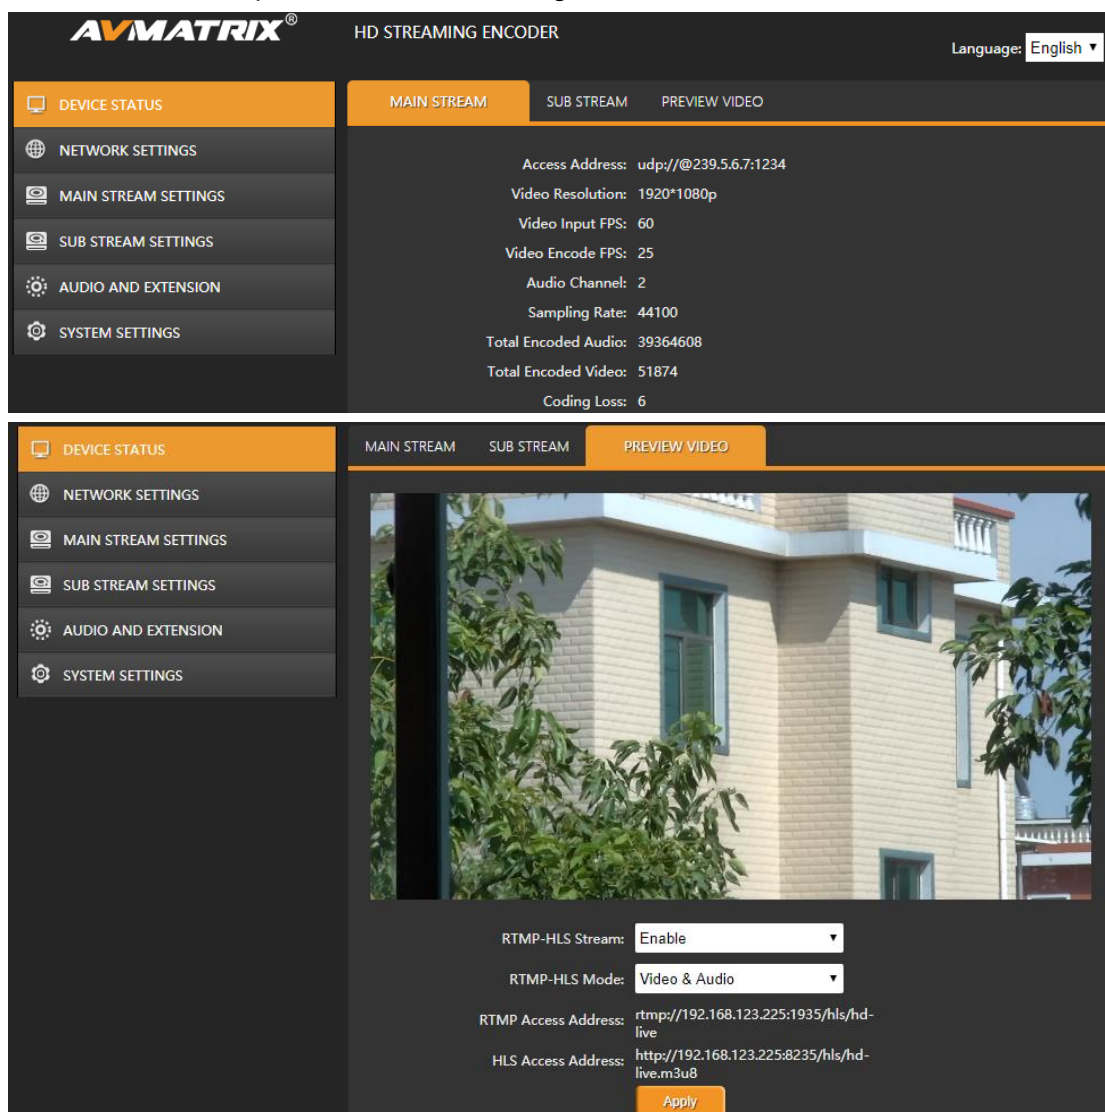 AVMATRIX®
HD STREAMING ENCODER
Language: English
DEVICE STATUS
NETWORK SETTINGS
MAIN STREAM SETTINGS
SUB STREAM SETTINGS
AUDIO AND EXTENSION
SYSTEM SETTINGS
MAIN STREAM SUB STREAM PREVIEW VIDEO
Access Address: udp://@239.5.6.7:1234
Video Resolution: 1920*1080p
Video Input FPS: 60
Video Encode FPS: 25
Audio Channel: 2
Sampling Rate: 44100
Total Encoded Audio: 39364608
Total Encoded Video: 51874
Coding Loss: 6
DEVICE STATUS
NETWORK SETTINGS
MAIN STREAM SETTINGS
SUB STREAM SETTINGS
AUDIO AND EXTENSION
SYSTEM SETTINGS
MAIN STREAM SUB STREAM PREVIEW VIDEO
RTMP-HLS Stream: Enable
RTMP-HLS Mode: Video & Audio
RTMP Access Address: rtmp://192.168.123.225:1935/hls/hd-
live
HLS Access Address: http://192.168.123.225:8235/hls/hd-
live.m3u8
Apply